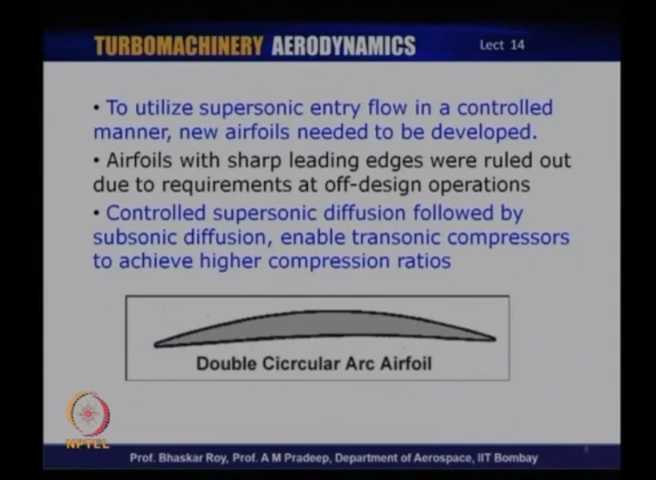 TURBOMACHINERY AERODYNAMICS
Lect 14
• To utilize supersonic entry flow in a controlled
manner, new airfoils needed to be developed.
• Airfoils with sharp leading edges were ruled out
due to requirements at off-design operations
• Controlled supersonic diffusion followed by
subsonic diffusion, enable transonic compressors
to achieve higher compression ratios
Double Cicrcular Arc Airfoil
NPTEL
Prof. Bhaskar Roy, Prof. A M Pradeep, Department of Aerospace, IIT Bombay